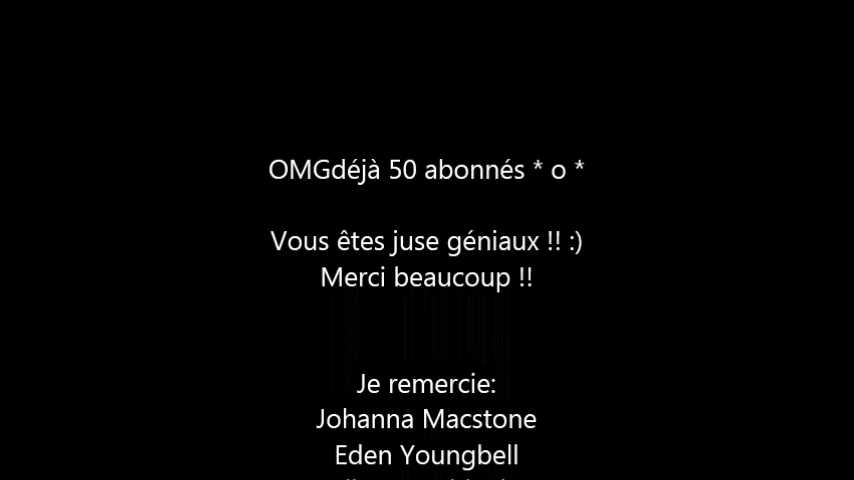 OMGdéjà 50 abonnés * o *
Vous êtes juse géniaux !! :)
Merci beaucoup !!
Je remercie:
Johanna Macstone
Eden Youngbell